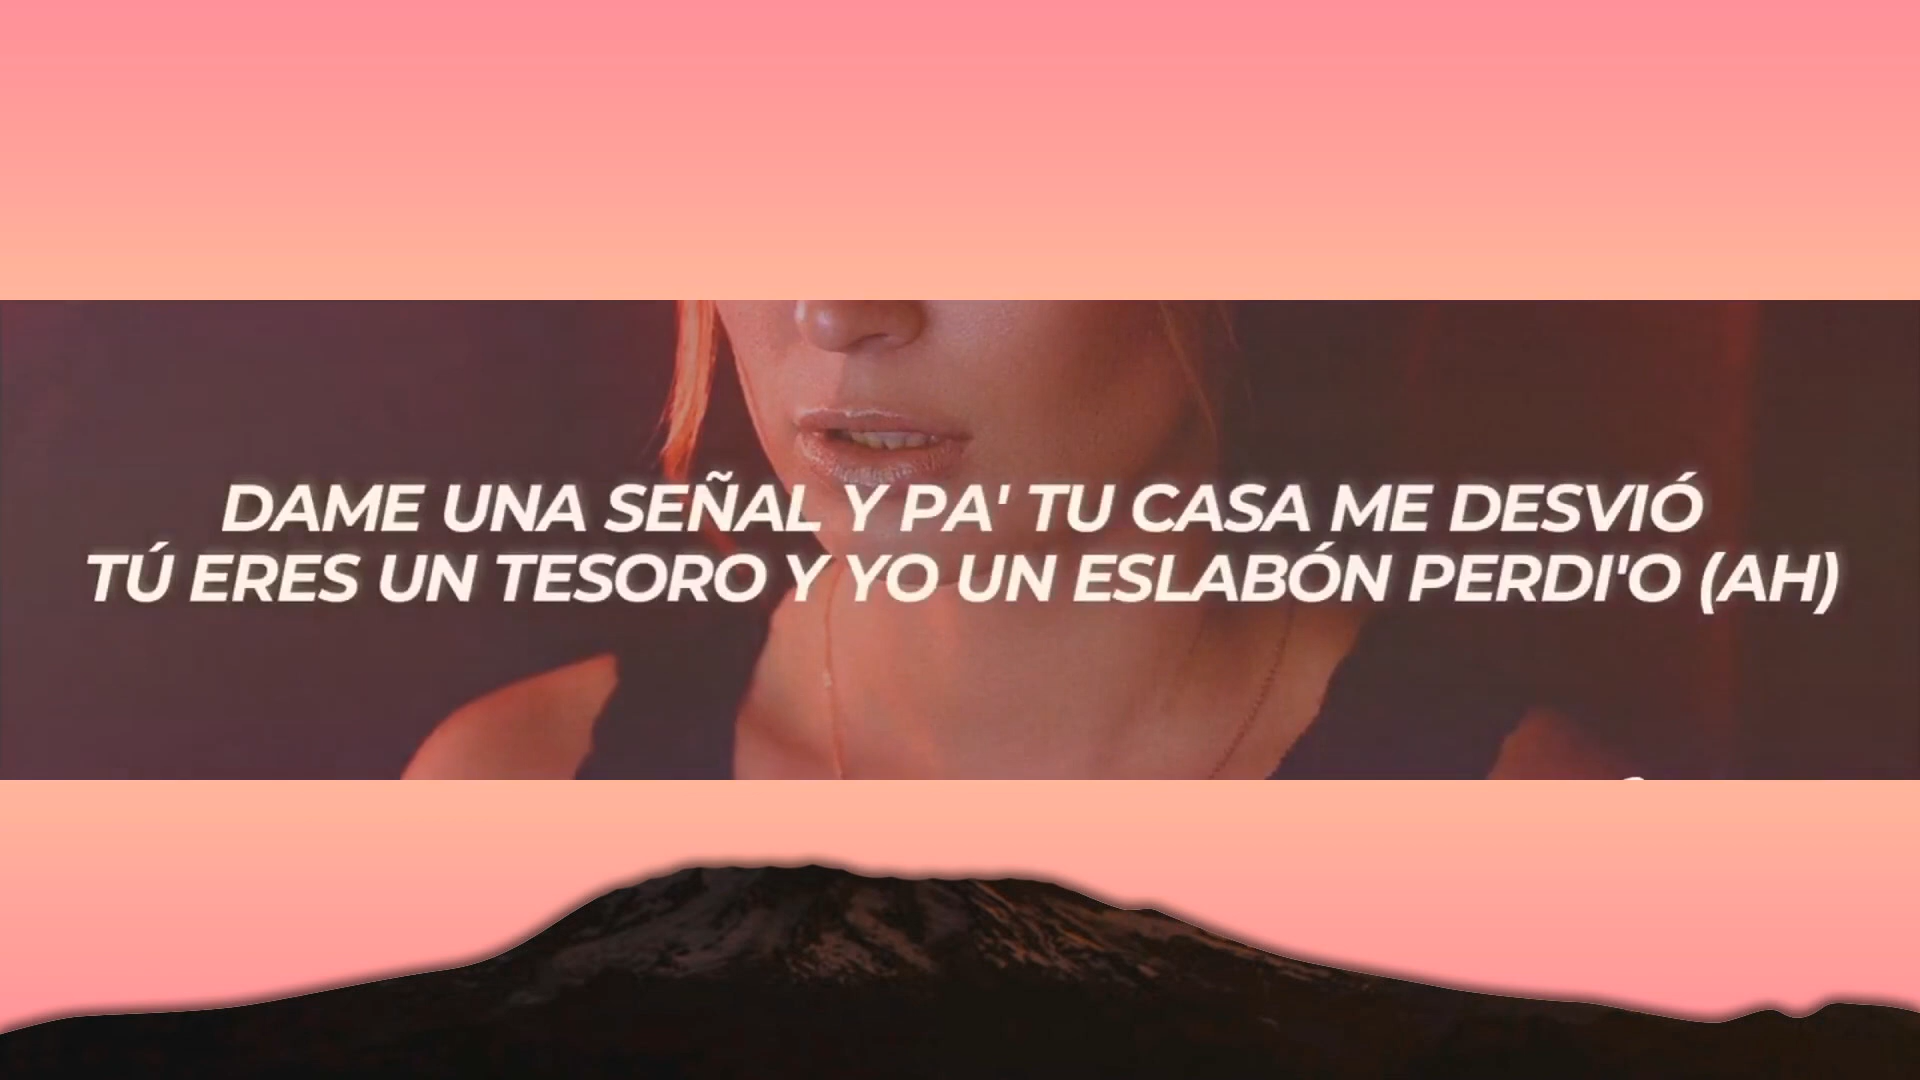 DAME UNA SEÑAL Y PA' TU CASA ME DESVIÓ
TÚ ERES UN TESORO Y YO UN ESLABÓN PERDI'O (AH)